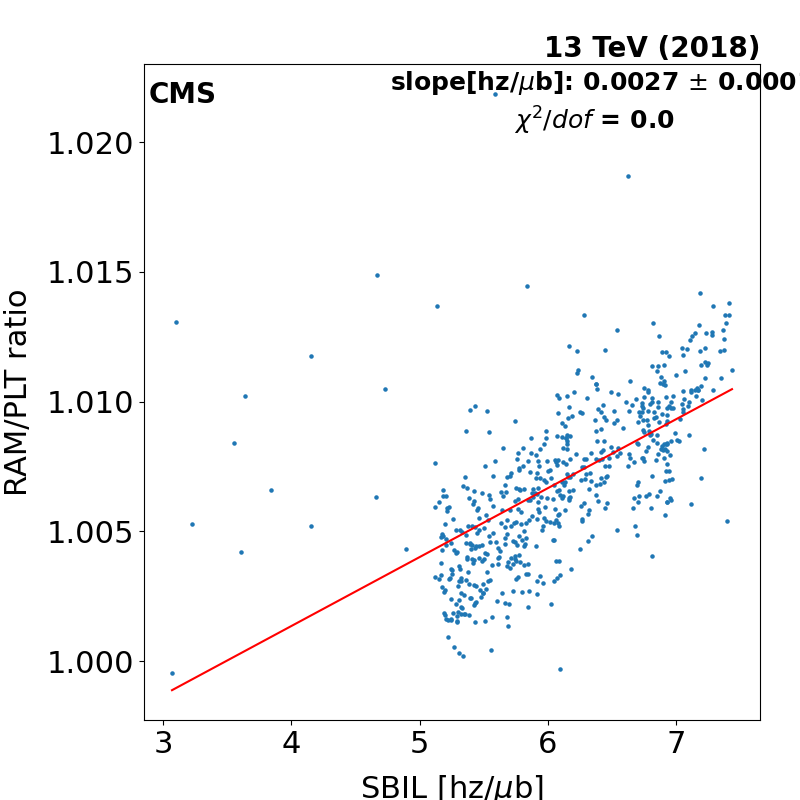 13 TeV (2018)
CMS
slope[hz/μb]: 0.0027 ± 0.000
χ²/dof = 0.0
RAM/PLT ratio
1.020
1.015
1.010
1.005
1.000
3 4 5 6 7
SBIL [hz/μb]